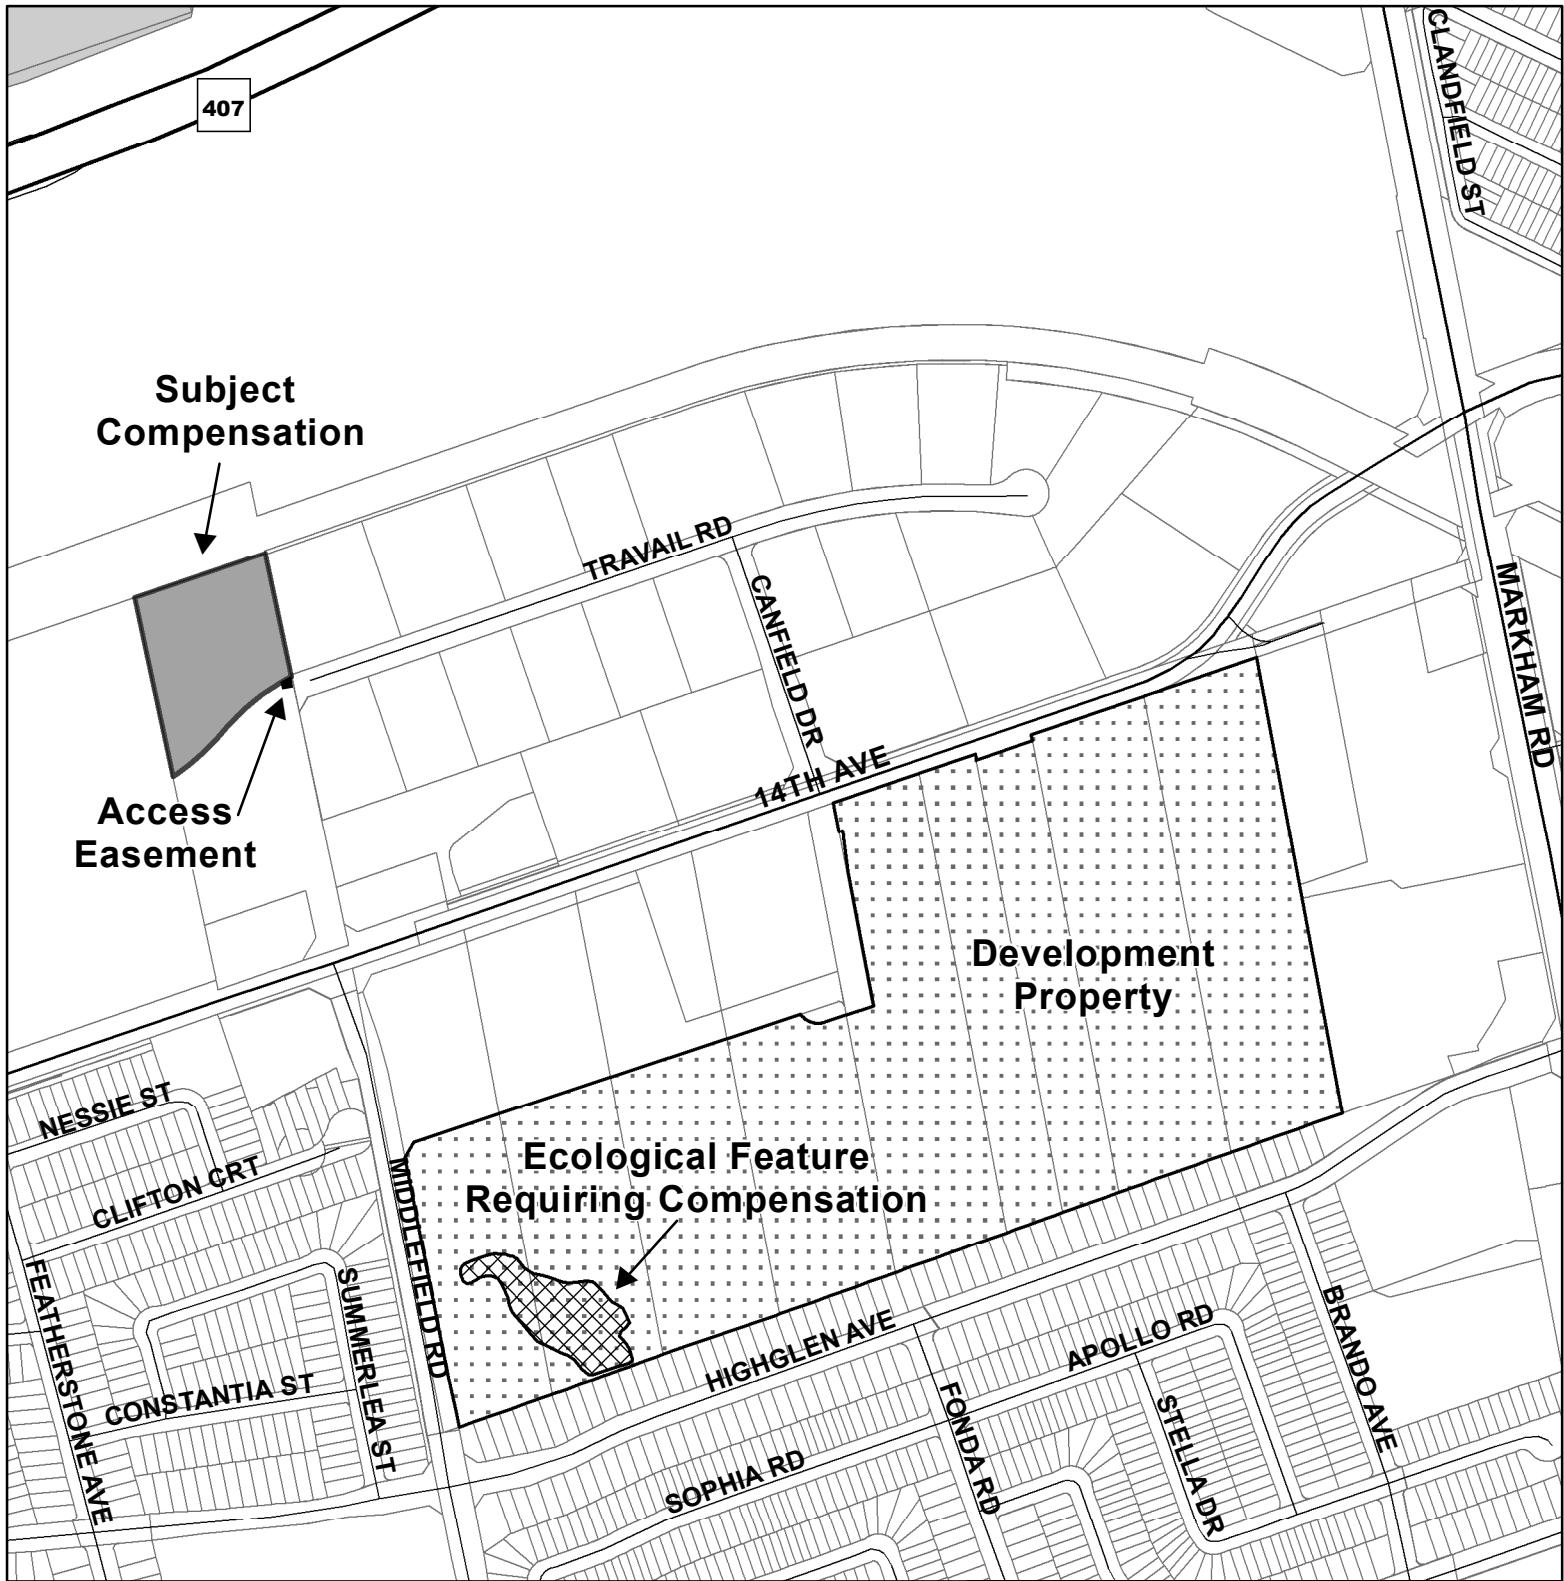 407
CLANDFIELD ST
Subject
Compensation
TRAVAIL RD
CANFIELD DR
MARKHAM RD
14TH AVE
Access
Easement
Development
Property
NESSIE ST
CLIFTON CRT
Ecological Feature
Requiring Compensation
MIDDLEFIELD RD
FEATHERSTONE AVE
SUMMERLEA ST
CONSTANTIA ST
HIGHGLEN AVE
APOLLO RD
BRANDO AVE
SOPHIA RD
FONDA RD
STELLA DR